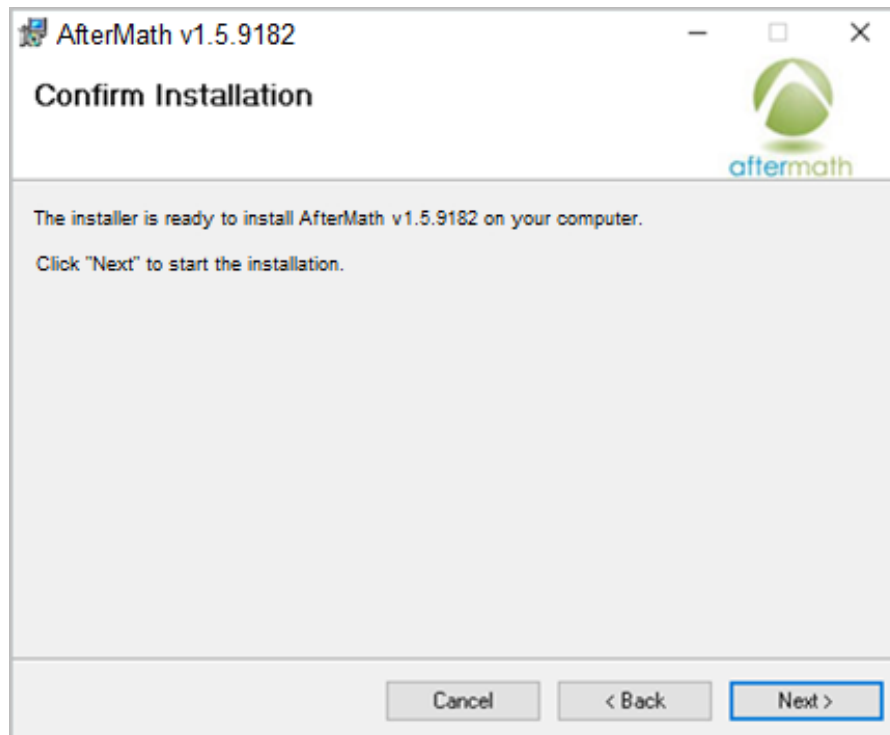 AfterMath v1.5.9182
Confirm Installation
aftermath
The installer is ready to install AfterMath v1.5.9182 on your computer.
Click "Next" to start the installation.
Cancel
< Back
Next >